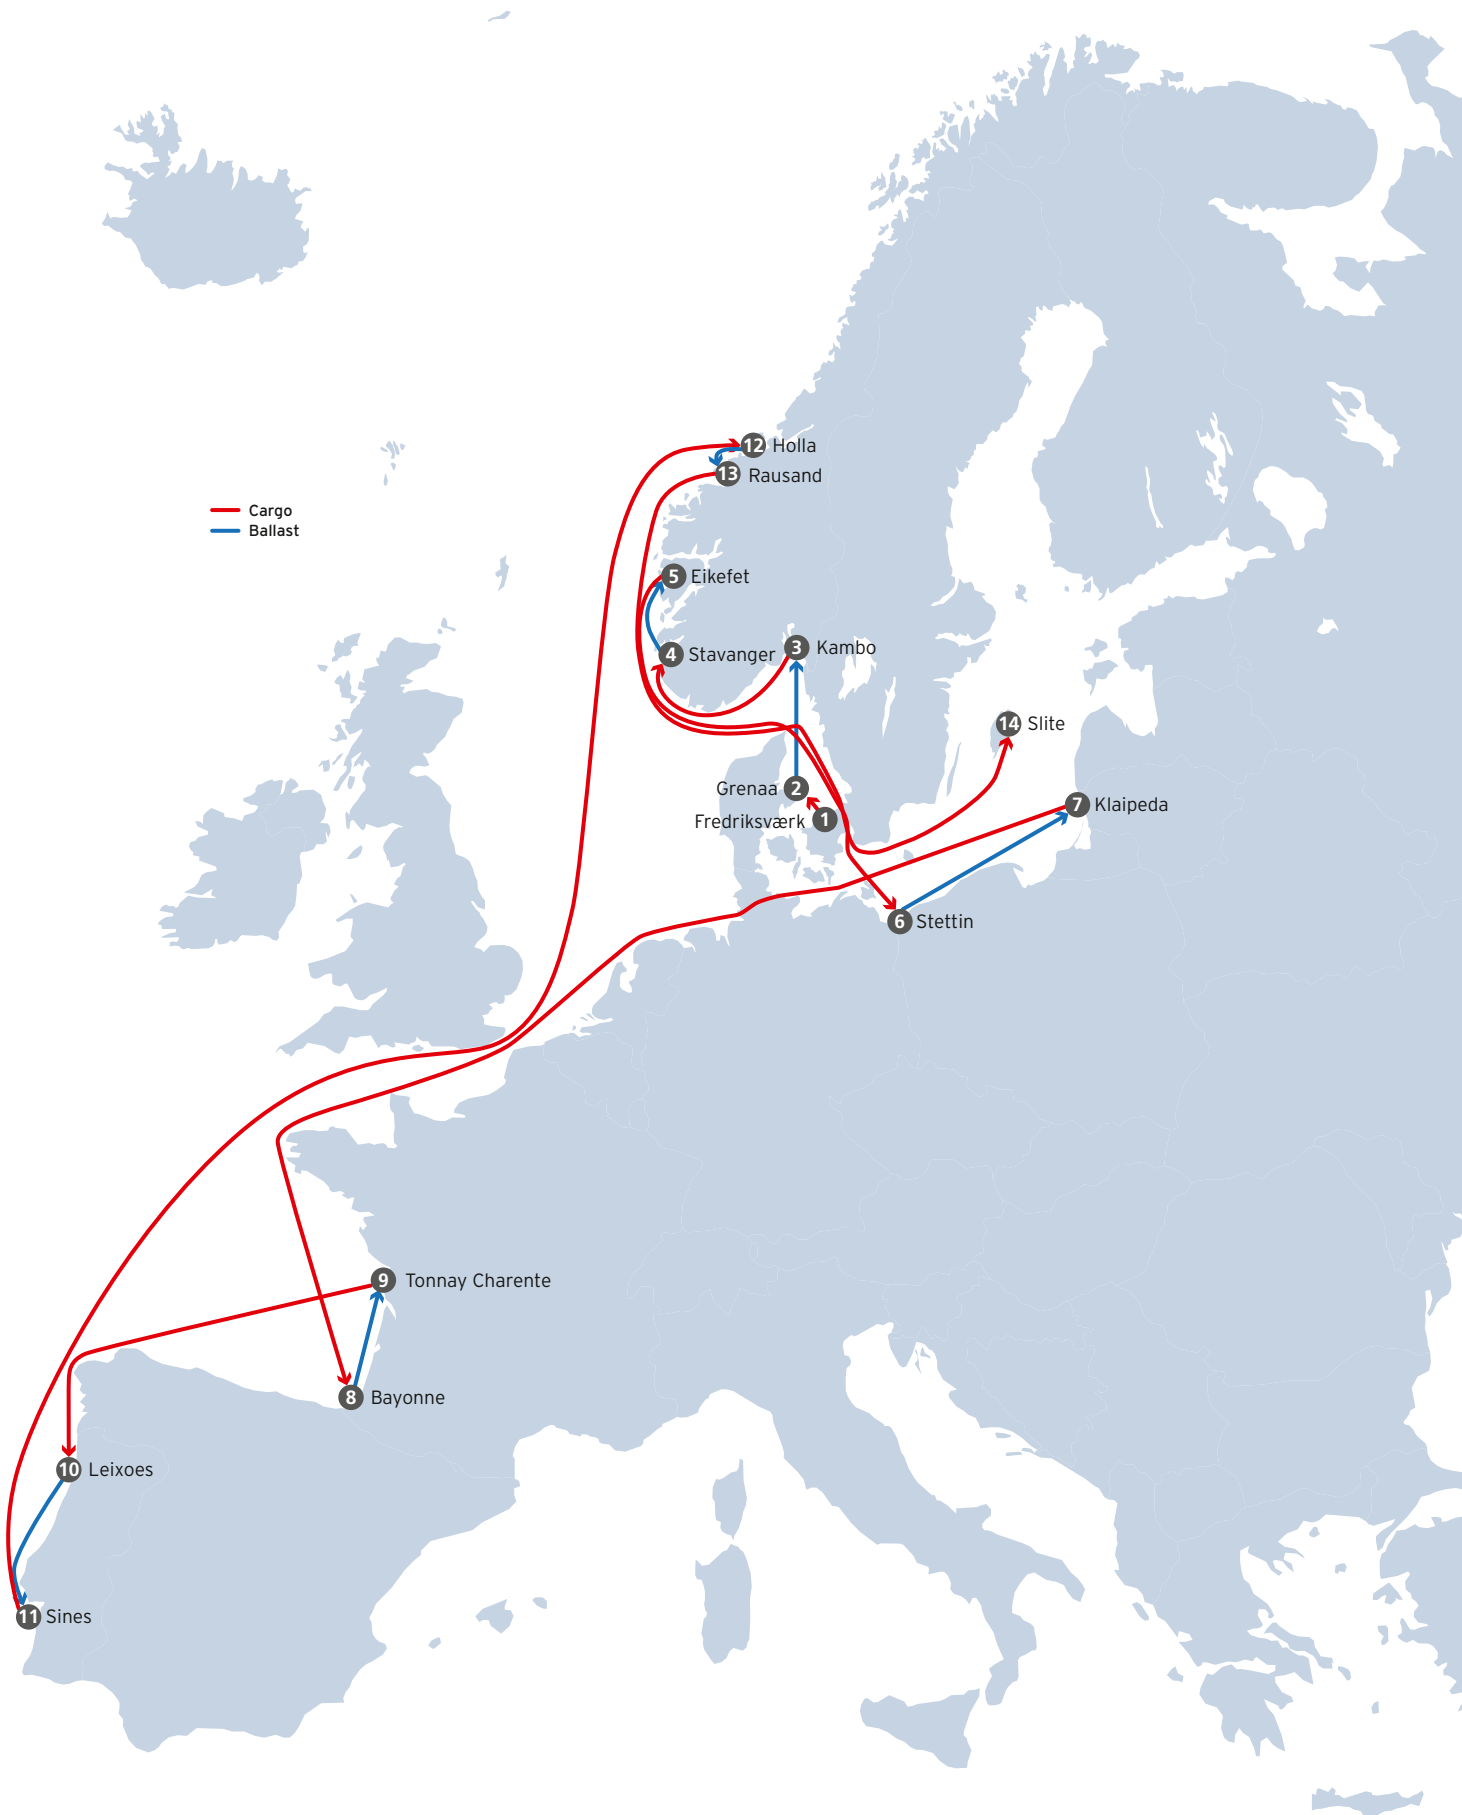 12 Holla
13 Rausand
Cargo
Ballast
5 Eikefet
4 Stavanger
3 Kambo
14 Slite
Grenaa 2
7 Klaipeda
Fredriksværk 1
6 Stettin
9 Tonnay Charente
8 Bayonne
10 Leixoes
11 Sines